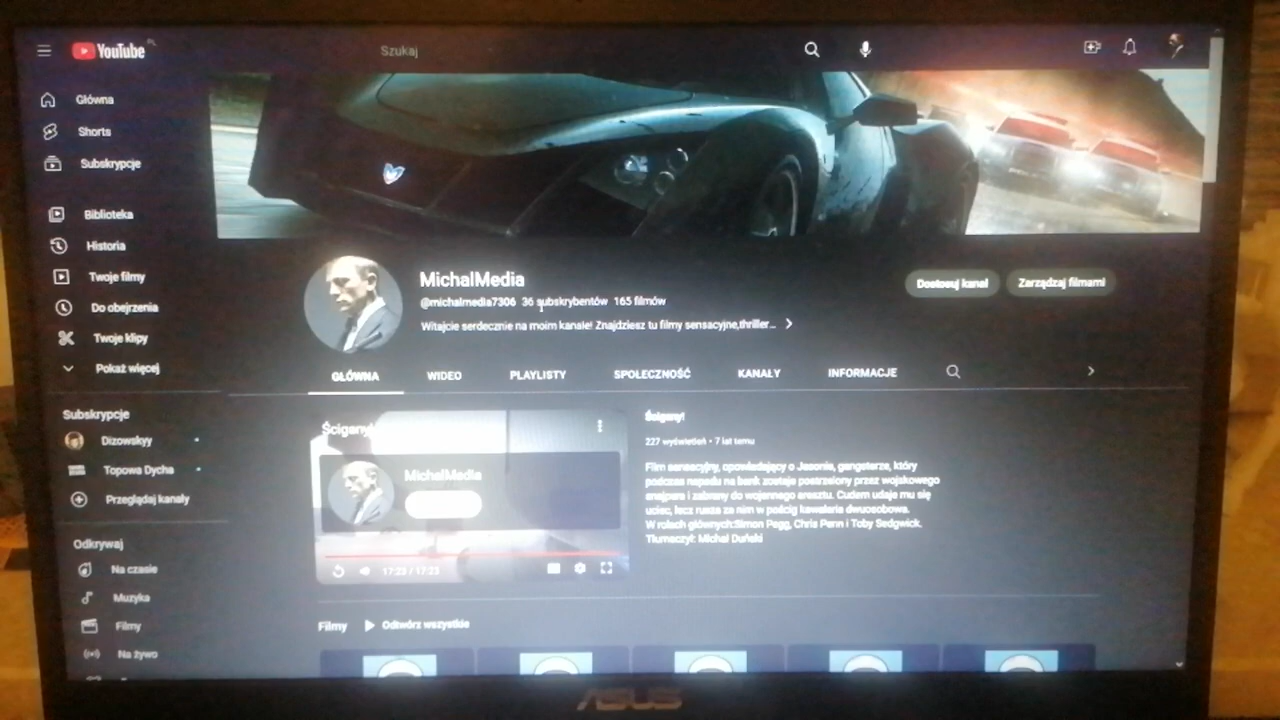 YouTube PL
Szukaj
Główna
Shorts
Subskrypcje
Biblioteka
Historia
Twoje filmy
Do obejrzenia
Twoje klipy
Pokaż więcej
Subskrypcje
Dizowskyy
Topowa Dycha
Przeglądaj kanały
Odkrywaj
Na czasie
Muzyka
Filmy
Na żywo
MichalMedia
@michalmedia7306 36 subskrybentów 165 filmów
Witajcie serdecznie na moim kanale! Znajdziesz tu filmy sensacyjne,thriller...
Dostosuj kanał
Zarządzaj filmami
GŁÓWNA
WIDEO
PLAYLISTY
SPOŁECZNOŚĆ
KANAŁY
INFORMACJE
Ścigany!
MichalMedia
17:23 / 17:23
Ścigany!
227 wyświetleń • 7 lat temu
Film sensacyjny, opowiadający o Jasonie, gangsterze, który
podczas napadu na bank zostaje postrzelony przez wojskowego
snajpera i zabrany do wojennego aresztu. Cudem udaje mu się
uciec, lecz rusza za nim w pościg kawaleria dwuosobowa.
W rolach głównych:Simon Pegg, Chris Penn i Toby Sedgwick.
Tłumaczył: Michał Duński
Filmy
Odtwórz wszystkie
ASUS